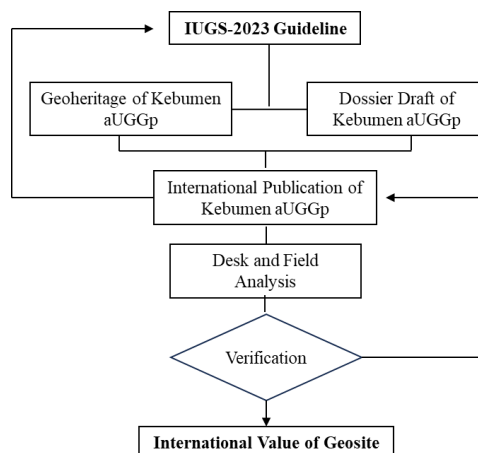 IUGS-2023 Guideline
Geoheritage of Kebumen
aUGGp
Dossier Draft of
Kebumen aUGGp
International Publication of
Kebumen aUGGp
Desk and Field
Analysis
Verification
International Value of Geosite